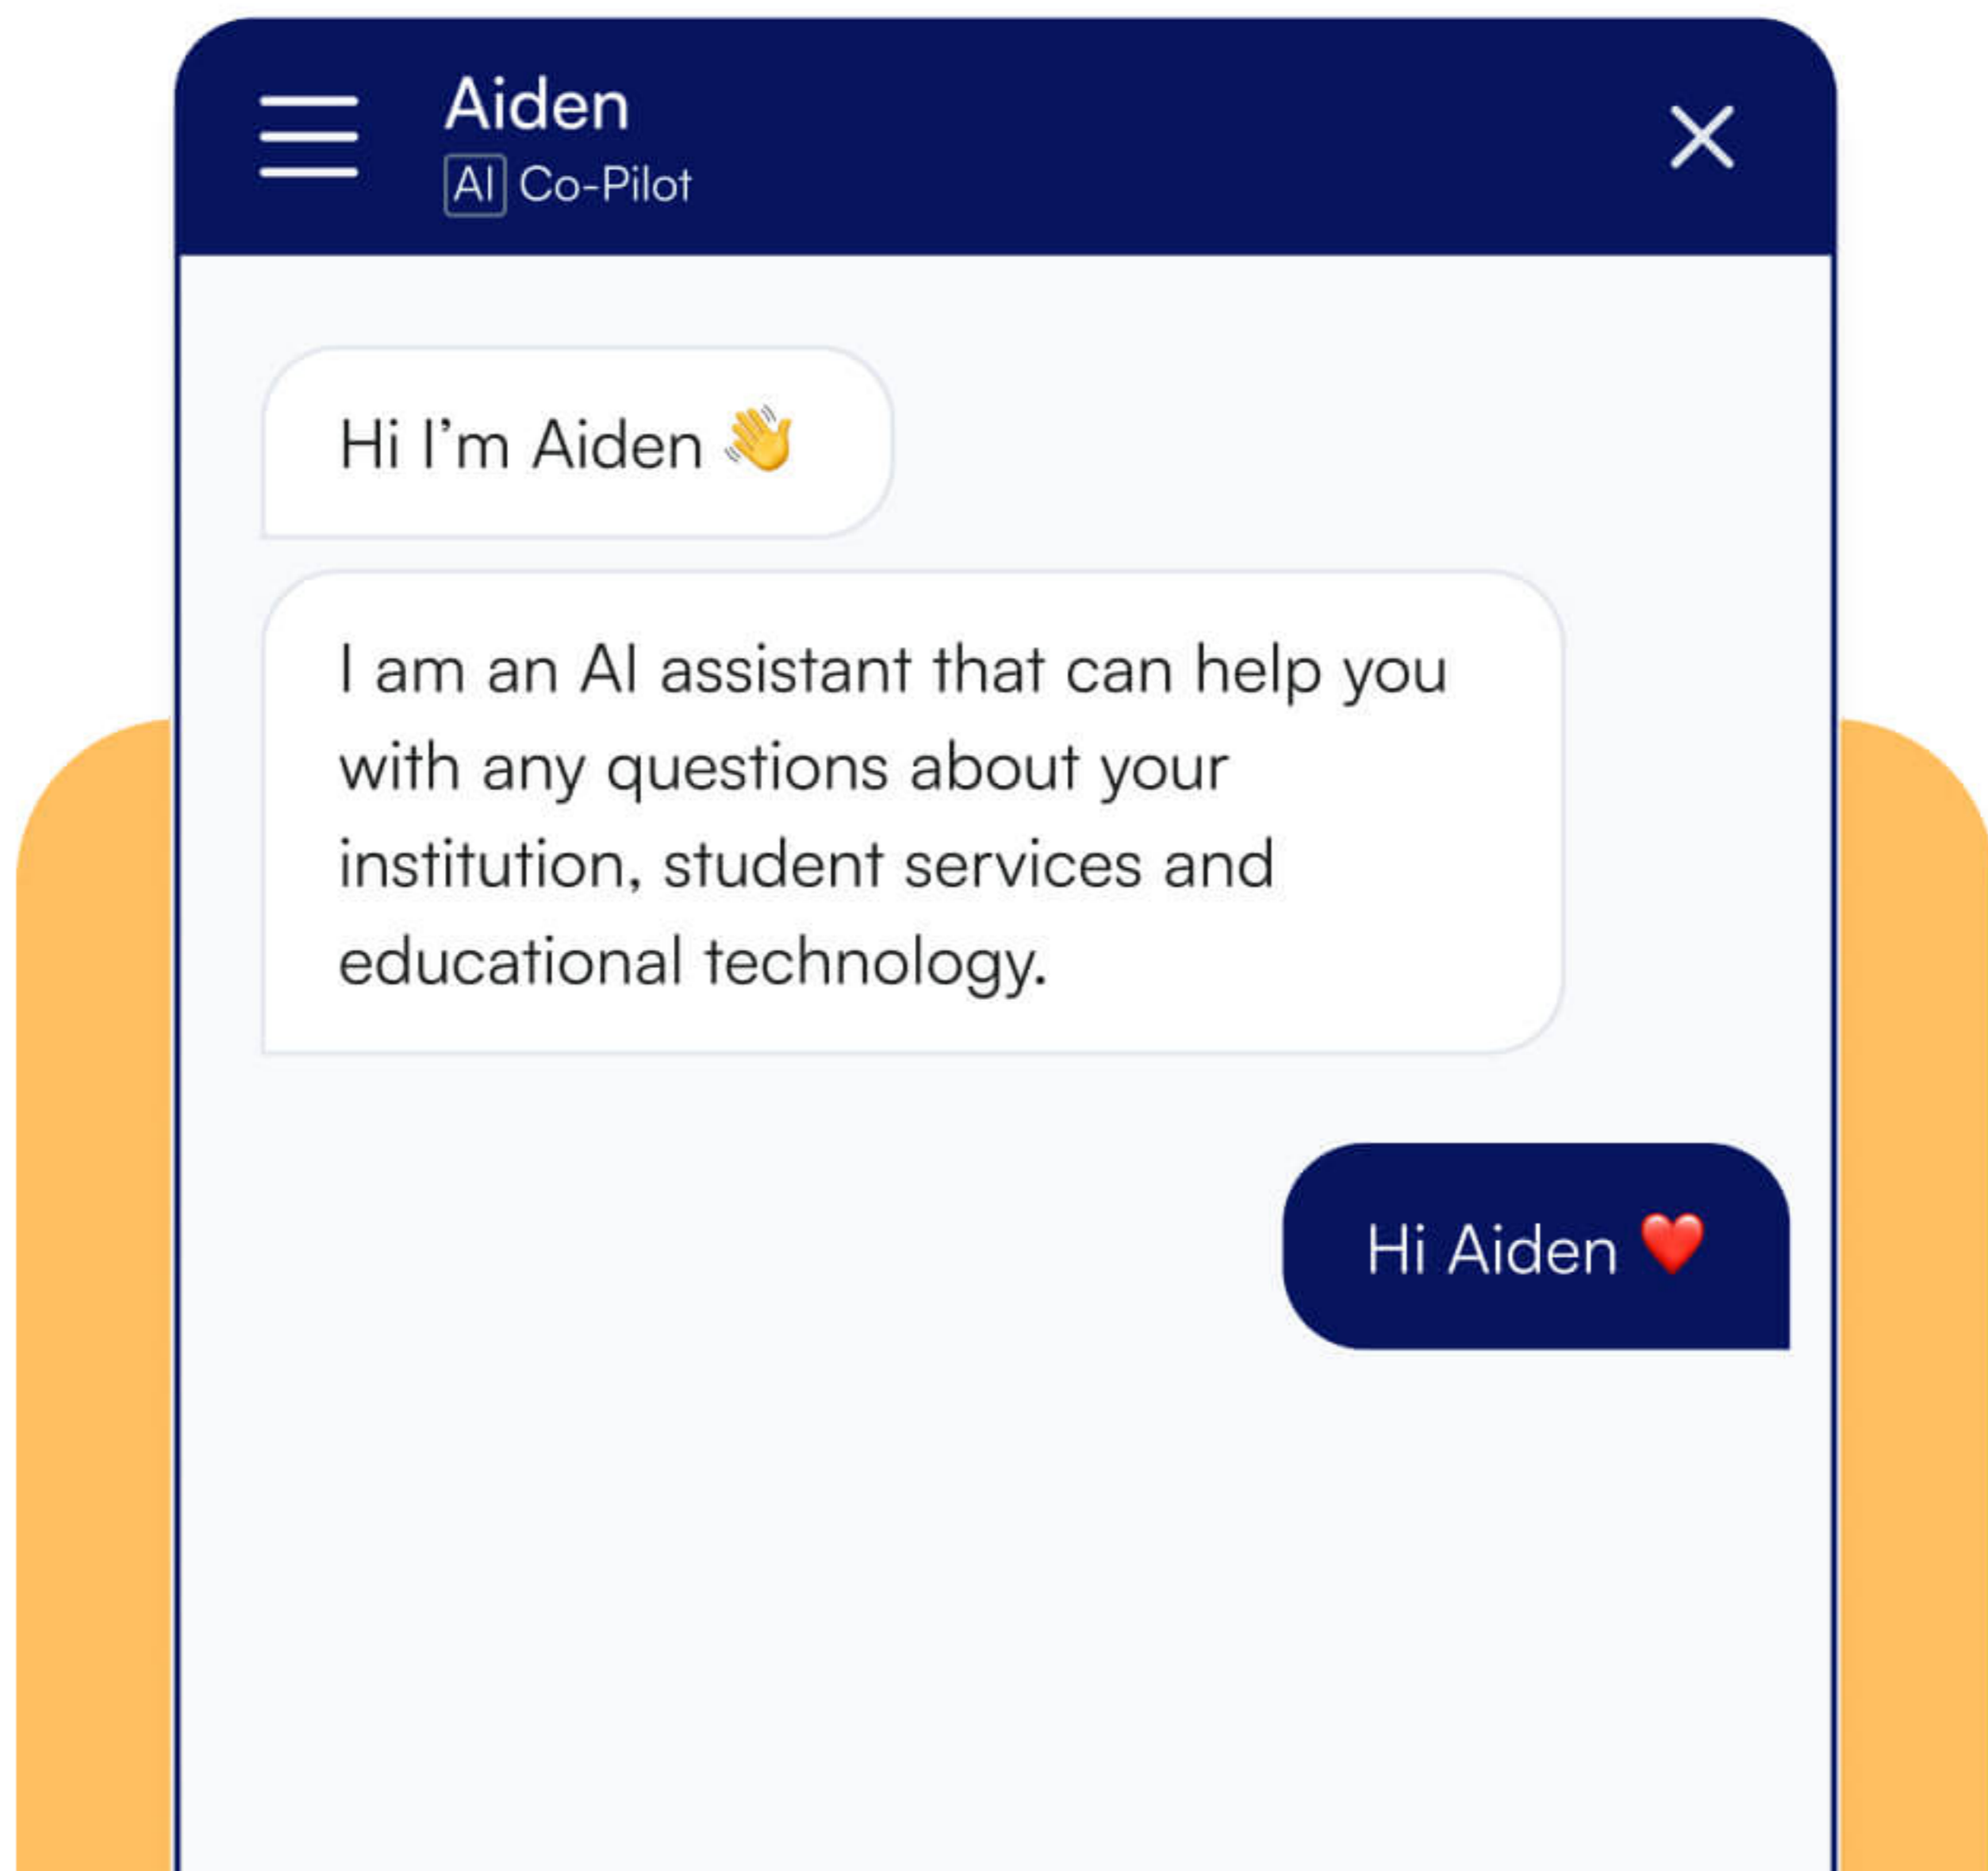 Aiden
AI Co-Pilot
Hi I’m Aiden 👋
I am an AI assistant that can help you
with any questions about your
institution, student services and
educational technology.
Hi Aiden ❤️